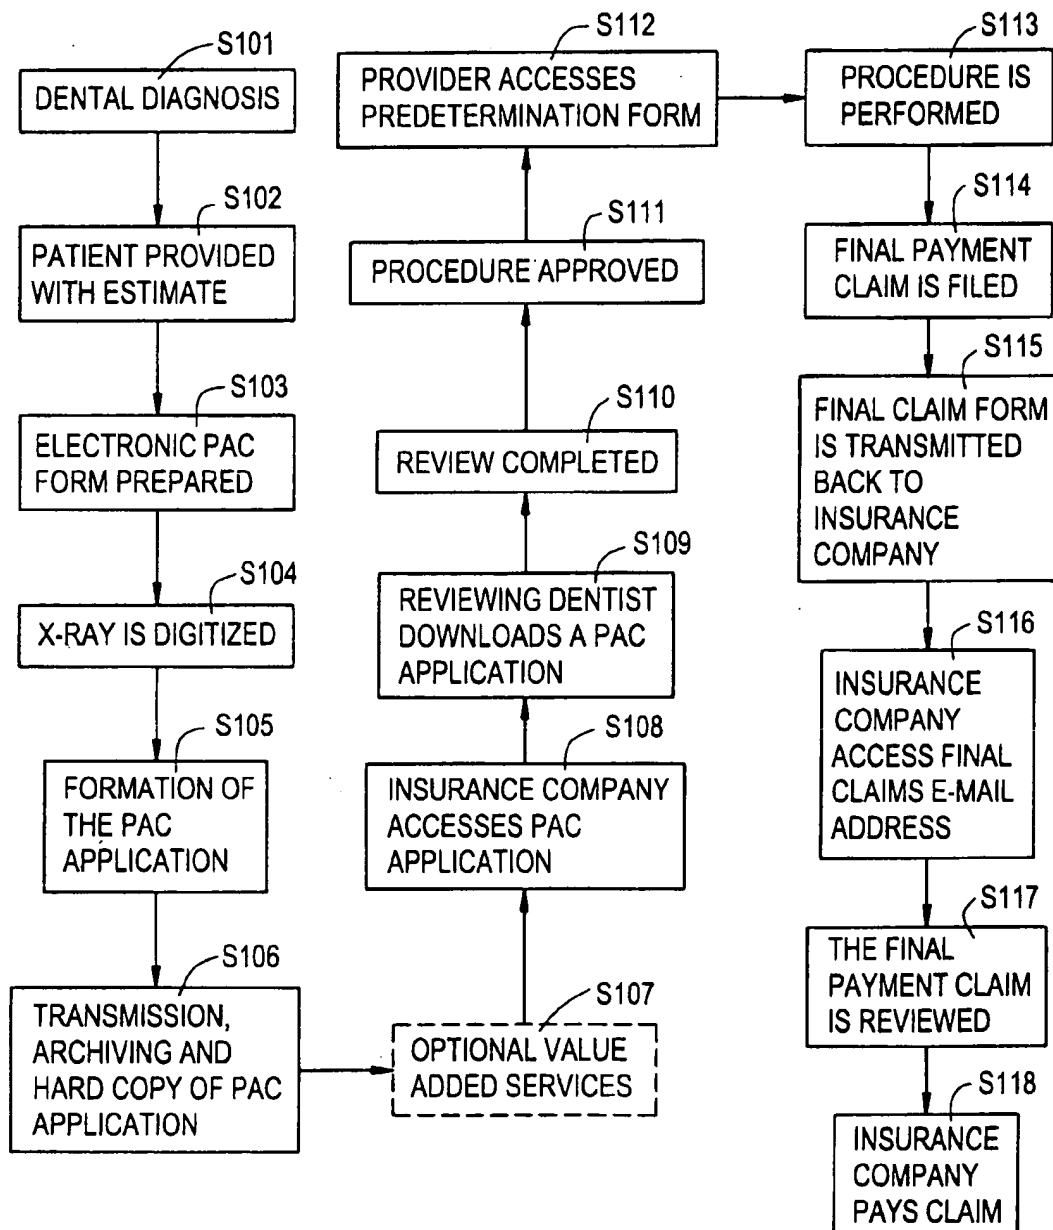 S101
DENTAL DIAGNOSIS
S102
PATIENT PROVIDED
WITH ESTIMATE
S103
ELECTRONIC PAC
FORM PREPARED
S104
X-RAY IS DIGITIZED
S105
FORMATION OF
THE PAC
APPLICATION
S106
TRANSMISSION,
ARCHIVING AND
HARD COPY OF PAC
APPLICATION
S107
OPTIONAL VALUE
ADDED SERVICES
S108
INSURANCE COMPANY
ACCESSES PAC
APPLICATION
S109
REVIEWING DENTIST
DOWNLOADS A PAC
APPLICATION
S110
REVIEW COMPLETED
S111
PROCEDURE APPROVED
S112
PROVIDER ACCESSES
PREDETERMINATION FORM
S113
PROCEDURE IS
PERFORMED
S114
FINAL PAYMENT
CLAIM IS FILED
S115
FINAL CLAIM FORM
IS TRANSMITTED
BACK TO
INSURANCE
COMPANY
S116
INSURANCE
COMPANY
ACCESS FINAL
CLAIMS E-MAIL
ADDRESS
S117
THE FINAL
PAYMENT CLAIM
IS REVIEWED
S118
INSURANCE
COMPANY
PAYS CLAIM